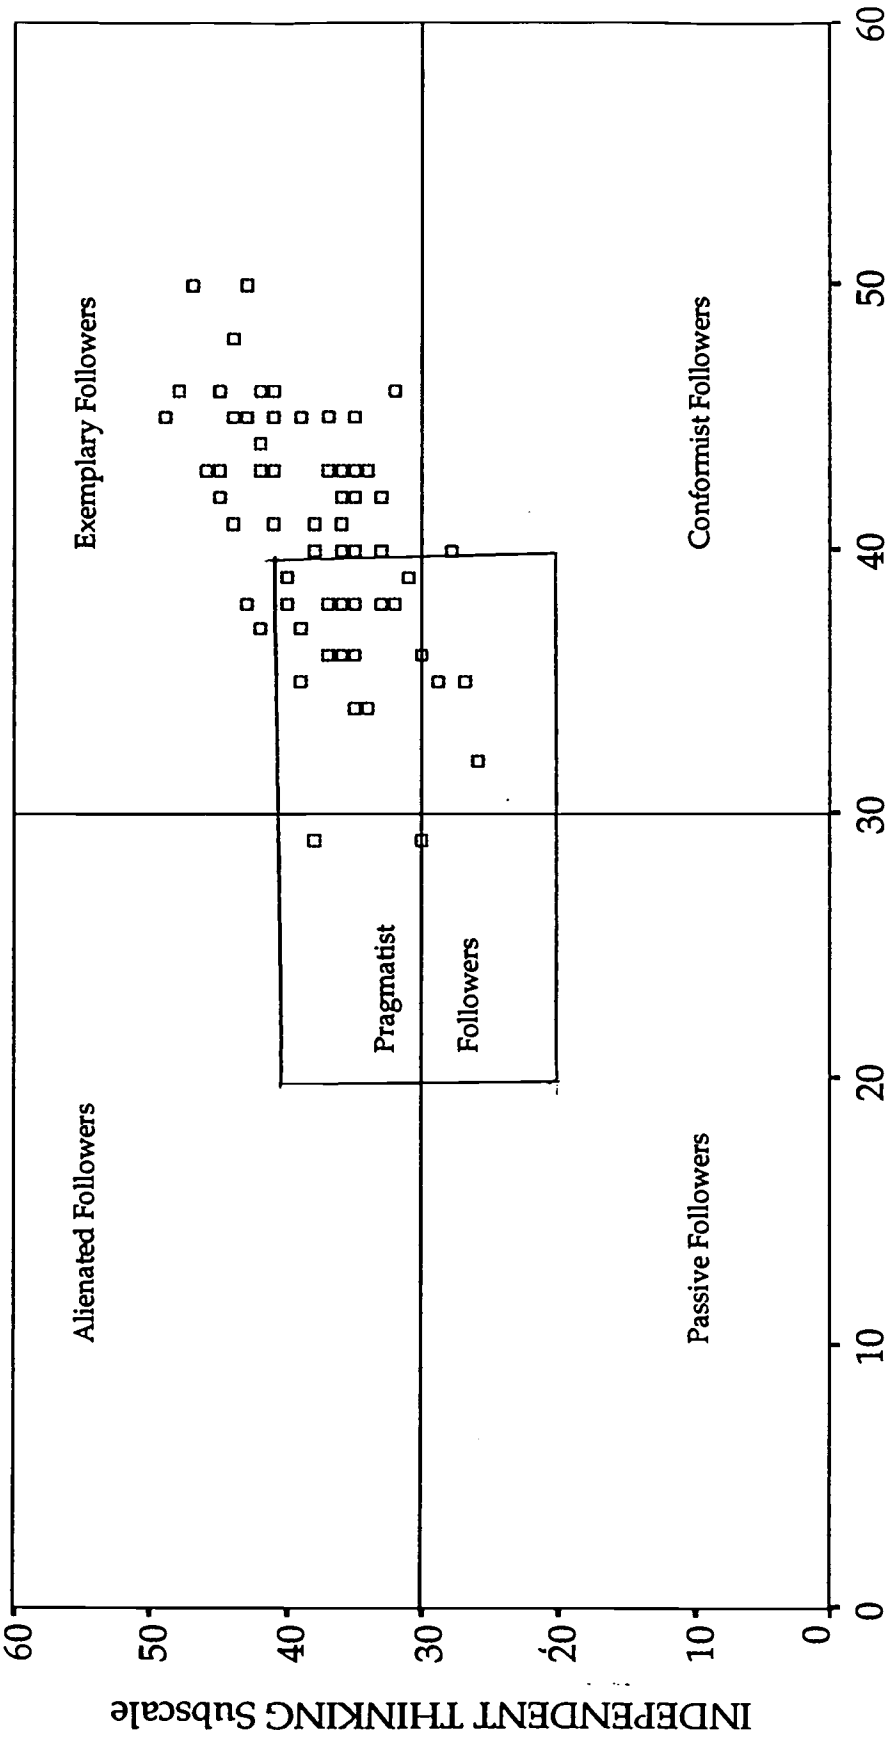 INDEPENDENT THINKING Subscale
60
50
40
30
20
10
0
Alienated Followers
Exemplary Followers
Pragmatist
Followers
Passive Followers
Conformist Followers
0
10
20
30
40
50
60